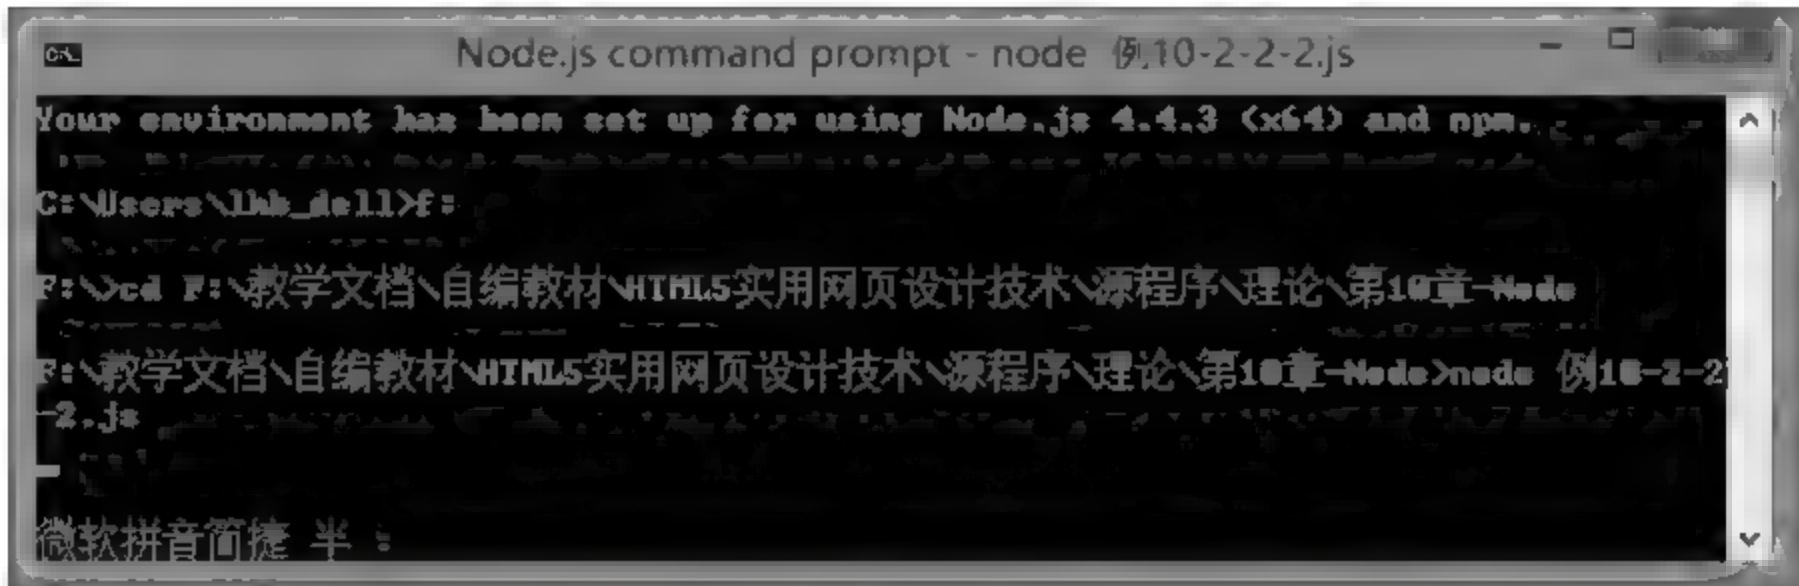 Node.js command prompt - node 例10-2-2-2.js
Your environment has been set up for using Node.js 4.4.3 (x64) and npm.
C:\Users\lhb_dell>f:
F:\>cd F:\教学文档\自编教材\HTML5实用网页设计技术\源程序\理论\第10章-Node
F:\教学文档\自编教材\HTML5实用网页设计技术\源程序\理论\第10章-Node>node 例10-2-2
-2.js
微软拼音简捷 半 :